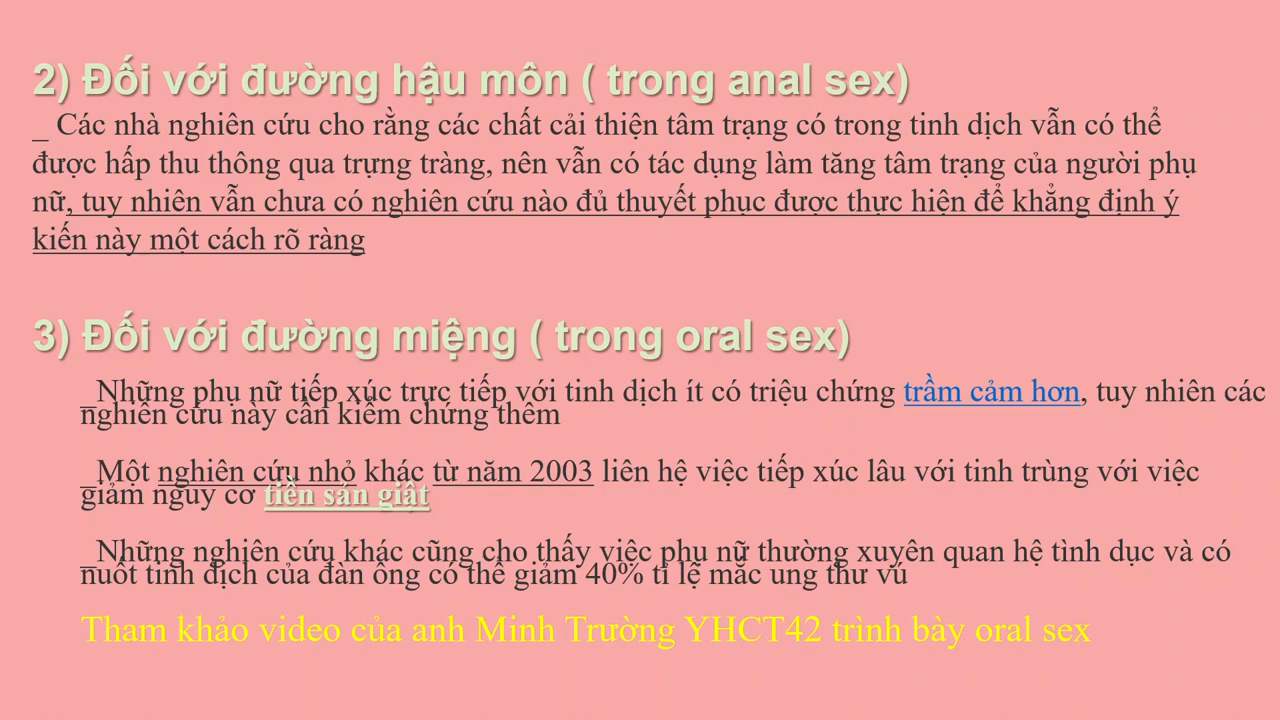 2) Đối với đường hậu môn ( trong anal sex)
_ Các nhà nghiên cứu cho rằng các chất cải thiện tâm trạng có trong tinh dịch vẫn có thể
được hấp thu thông qua trựng tràng, nên vẫn có tác dụng làm tăng tâm trạng của người phụ
nữ, tuy nhiên vẫn chưa có nghiên cứu nào đủ thuyết phục được thực hiện để khẳng định ý
kiến này một cách rõ ràng
3) Đối với đường miệng ( trong oral sex)
_Những phụ nữ tiếp xúc trực tiếp với tinh dịch ít có triệu chứng trầm cảm hơn, tuy nhiên các
nghiên cứu này cần kiểm chứng thêm
_Một nghiên cứu nhỏ khác từ năm 2003 liên hệ việc tiếp xúc lâu với tinh trùng với việc
giảm nguy cơ tiền sản giật
_Những nghiên cứu khác cũng cho thấy việc phụ nữ thường xuyên quan hệ tình dục và có
nuốt tinh dịch của đàn ông có thể giảm 40% tỉ lệ mắc ung thư vú
Tham khảo video của anh Minh Trường YHCT42 trình bày oral sex